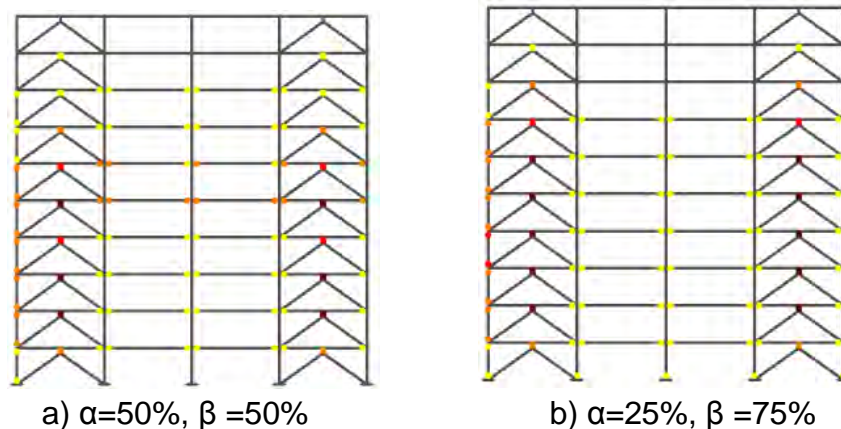 a) α=50%, β =50%
b) α=25%, β =75%